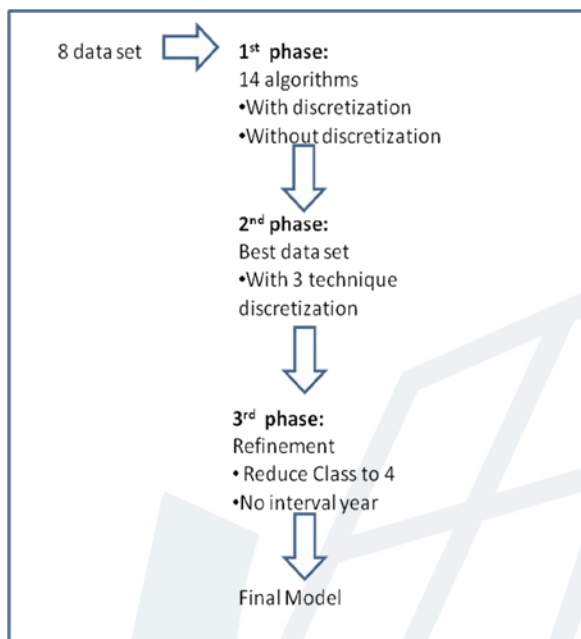 8 data set
1st phase:
14 algorithms
•With discretization
•Without discretization
2nd phase:
Best data set
•With 3 technique
discretization
3rd phase:
Refinement
• Reduce Class to 4
•No interval year
Final Model